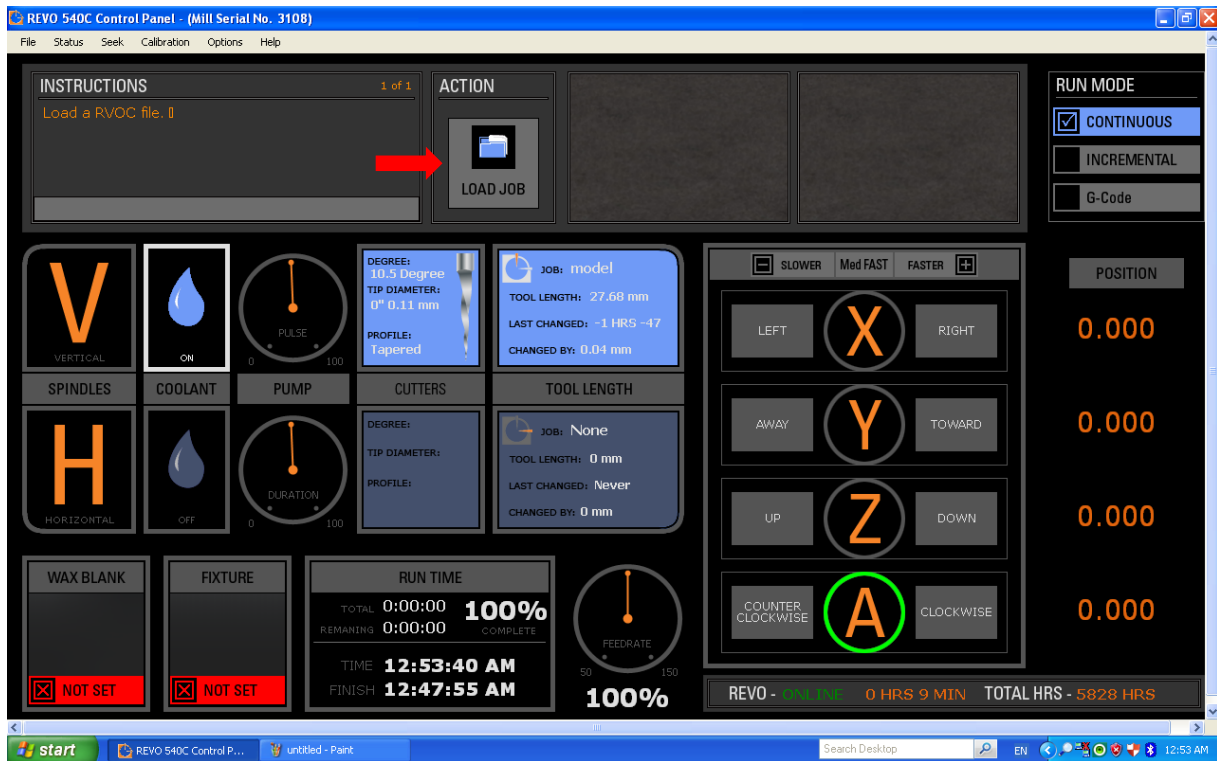 REVO 540C Control Panel - (Mill Serial No. 3108)
File Status Seek Calibration Options Help
INSTRUCTIONS 1 of 1
Load a RVOC file.
ACTION
LOAD JOB
RUN MODE
CONTINUOUS
INCREMENTAL
G-Code
V
VERTICAL
ON
PULSE
0 100
DEGREE:
10.5 Degree
TIP DIAMETER:
0" 0.11 mm
PROFILE:
Tapered
JOB: model
TOOL LENGTH: 27.68 mm
LAST CHANGED: -1 HRS -47
CHANGED BY: 0.04 mm
SPINDLES COOLANT PUMP CUTTERS TOOL LENGTH
H
HORIZONTAL
OFF
DURATION
0 100
DEGREE:
TIP DIAMETER:
PROFILE:
JOB: None
TOOL LENGTH: 0 mm
LAST CHANGED: Never
CHANGED BY: 0 mm
SLOWER Med FAST FASTER
POSITION
LEFT X RIGHT 0.000
AWAY Y TOWARD 0.000
UP Z DOWN 0.000
COUNTER
CLOCKWISE A CLOCKWISE 0.000
WAX BLANK
NOT SET
FIXTURE
NOT SET
RUN TIME
TOTAL 0:00:00 100%
REMANING 0:00:00 COMPLETE
TIME 12:53:40 AM
FINISH 12:47:55 AM
FEEDRATE
50 150
100%
REVO - ONLINE 0 HRS 9 MIN TOTAL HRS - 5828 HRS
start REVO 540C Control P... untitled - Paint Search Desktop EN 12:53 AM